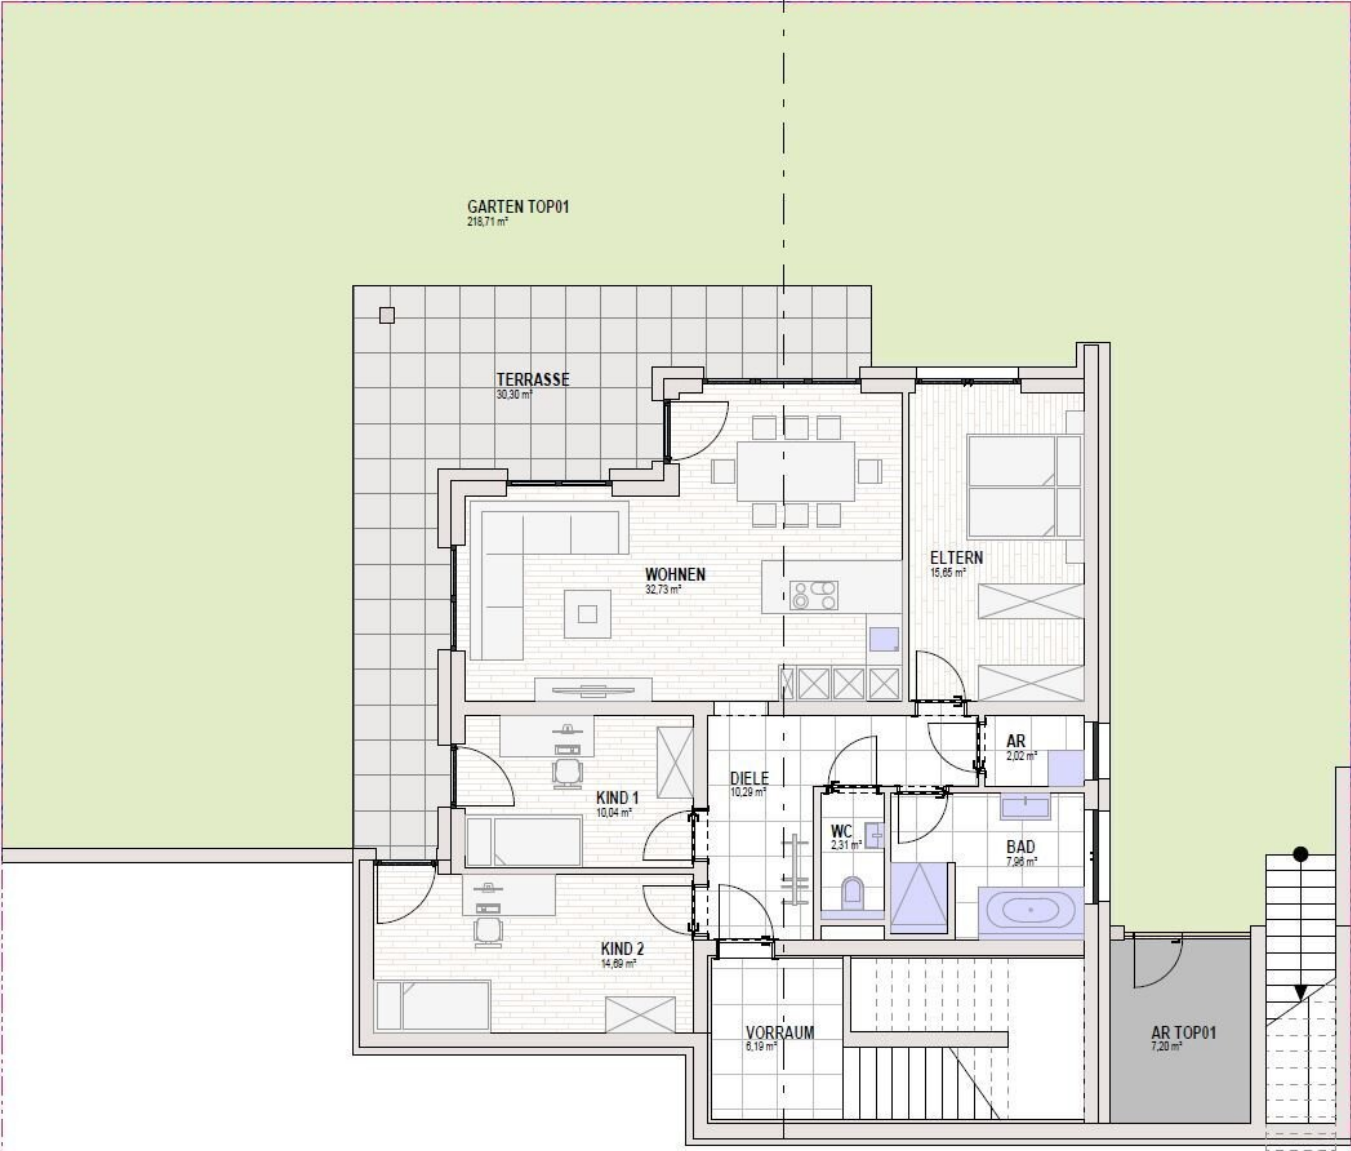 GARTEN TOP01
218,71 m²
TERRASSE
30,30 m²
WOHNEN
32,73 m²
ELTERN
15,65 m²
AR
2,02 m²
DIELE
10,29 m²
KIND 1
10,04 m²
WC
2,31 m²
BAD
7,96 m²
KIND 2
14,69 m²
VORRAUM
6,19 m²
AR TOP01
7,20 m²